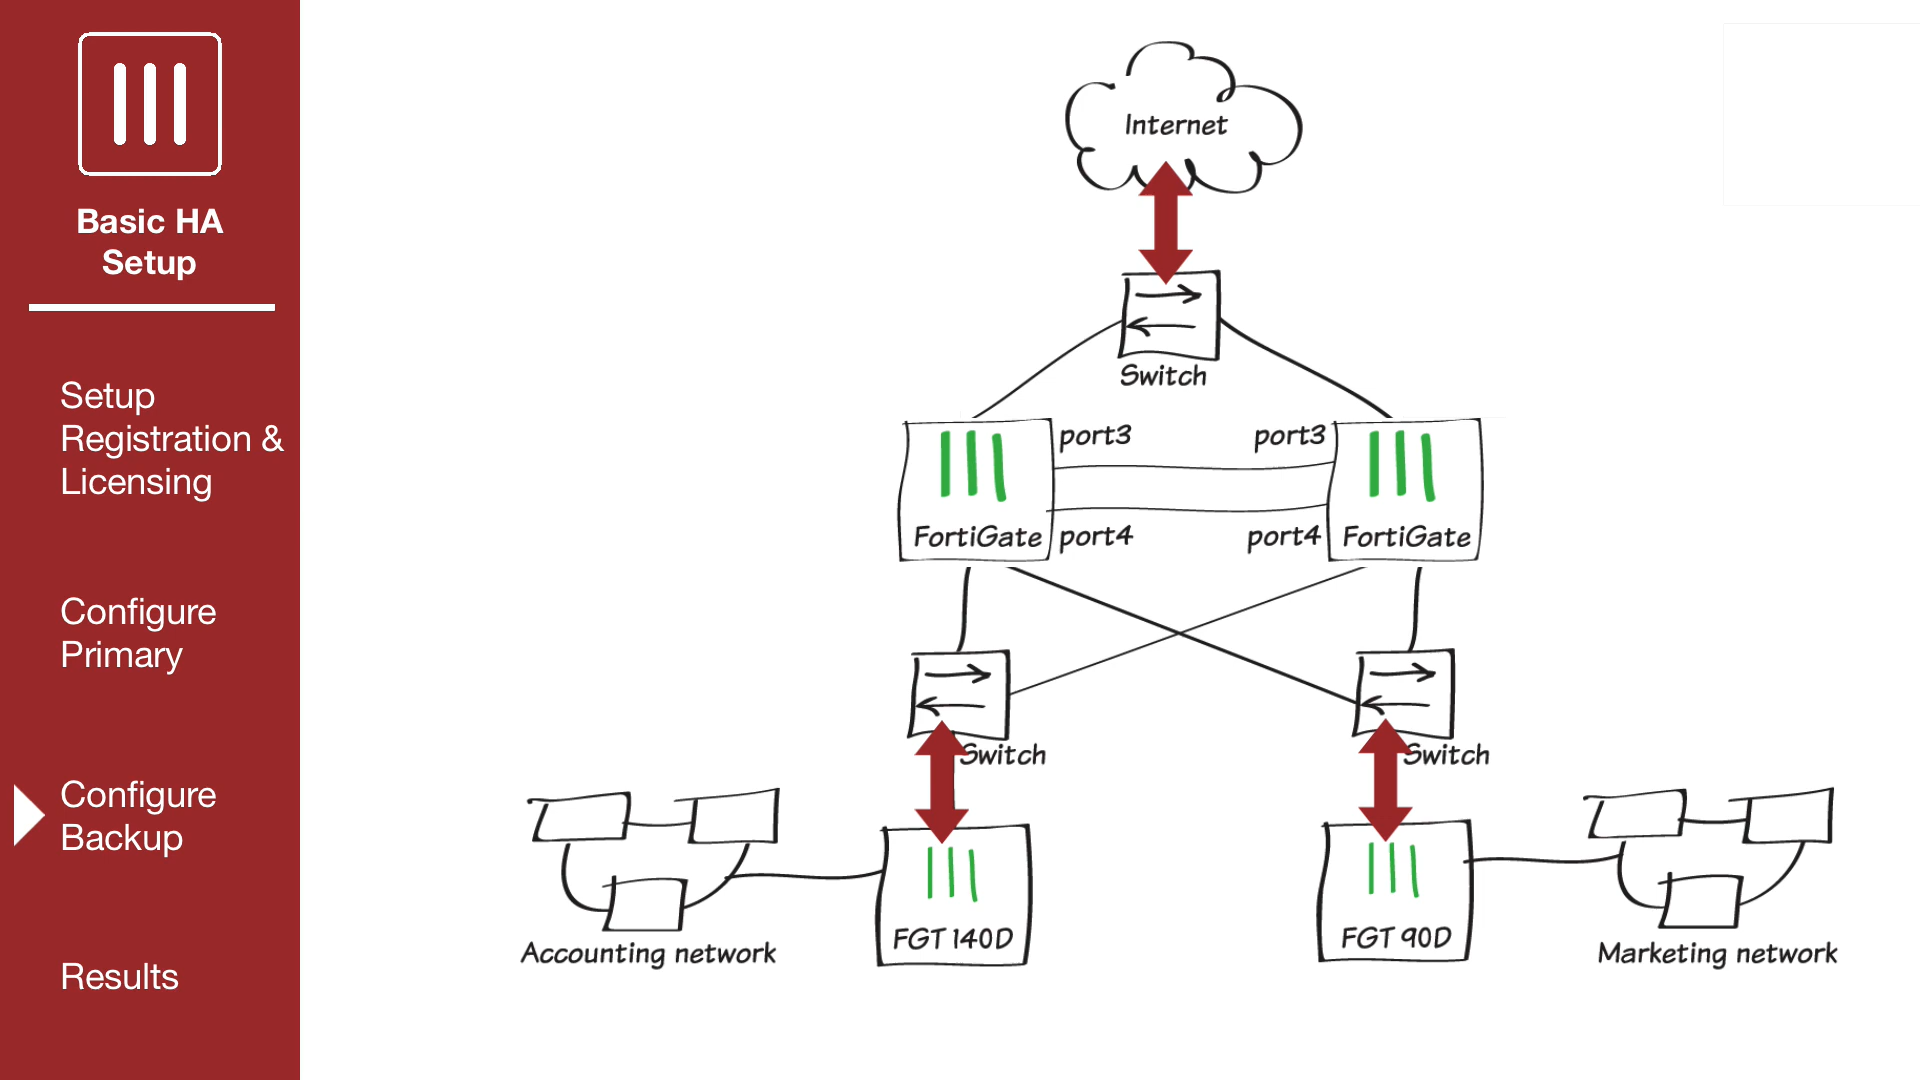 Basic HA
Setup
Setup
Registration &
Licensing
Configure
Primary
Configure
Backup
Results
Internet
Switch
port3
port3
FortiGate
port4
port4
FortiGate
Switch
Switch
FGT 140D
FGT 90D
Accounting network
Marketing network